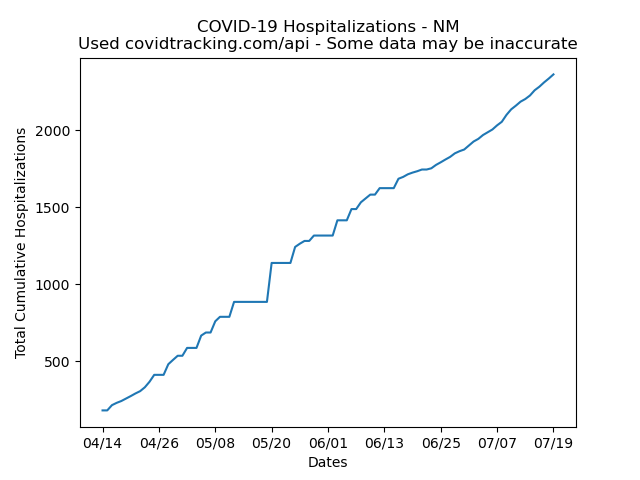 COVID-19 Hospitalizations - NM
Used covidtracking.com/api - Some data may be inaccurate
Total Cumulative Hospitalizations
2000
1500
1000
500
04/14 04/26 05/08 05/20 06/01 06/13 06/25 07/07 07/19
Dates